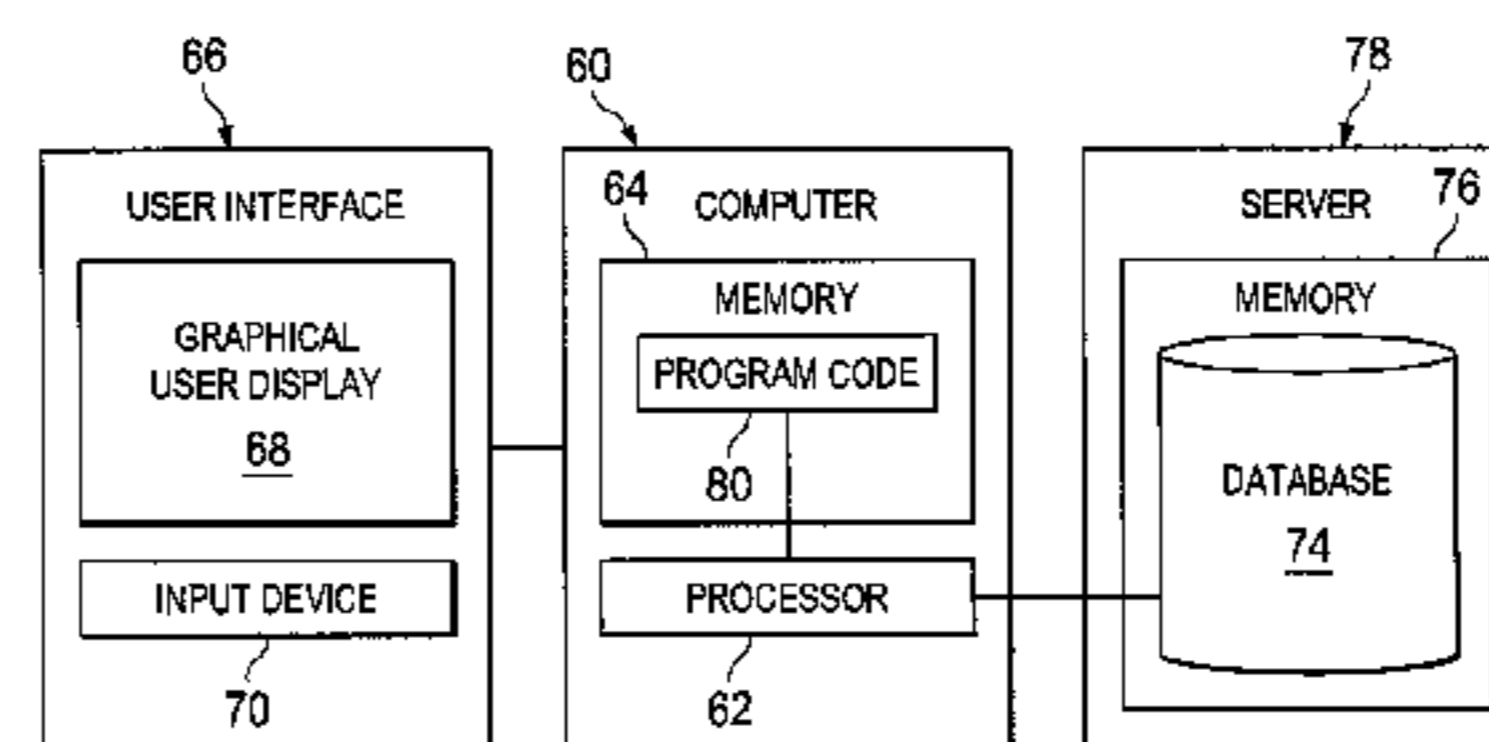 66
60
78
USER INTERFACE
64
COMPUTER
SERVER
76
GRAPHICAL
USER DISPLAY
68
MEMORY
PROGRAM CODE
80
MEMORY
DATABASE
74
INPUT DEVICE
70
PROCESSOR
62